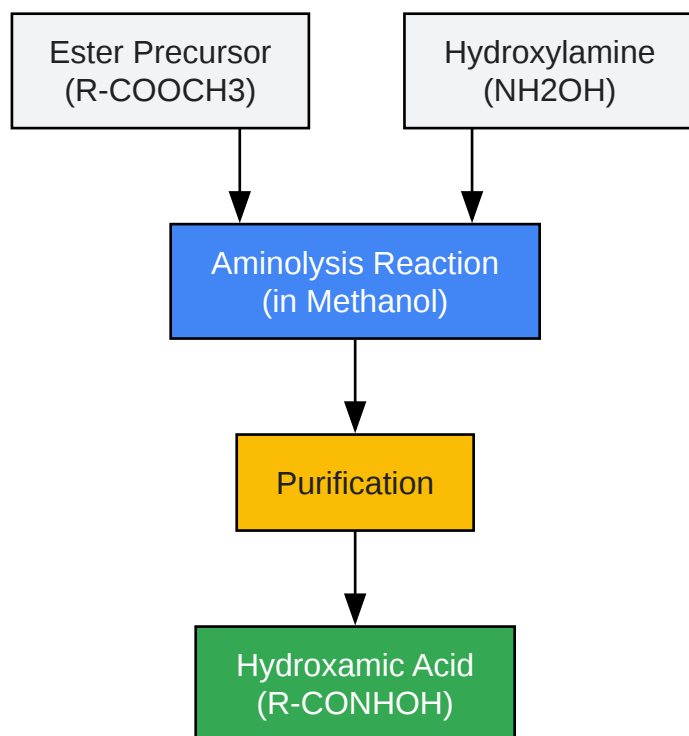 Ester Precursor
(R-COOCH3)
Hydroxylamine
(NH2OH)
Aminolysis Reaction
(in Methanol)
Purification
Hydroxamic Acid
(R-CONHOH)